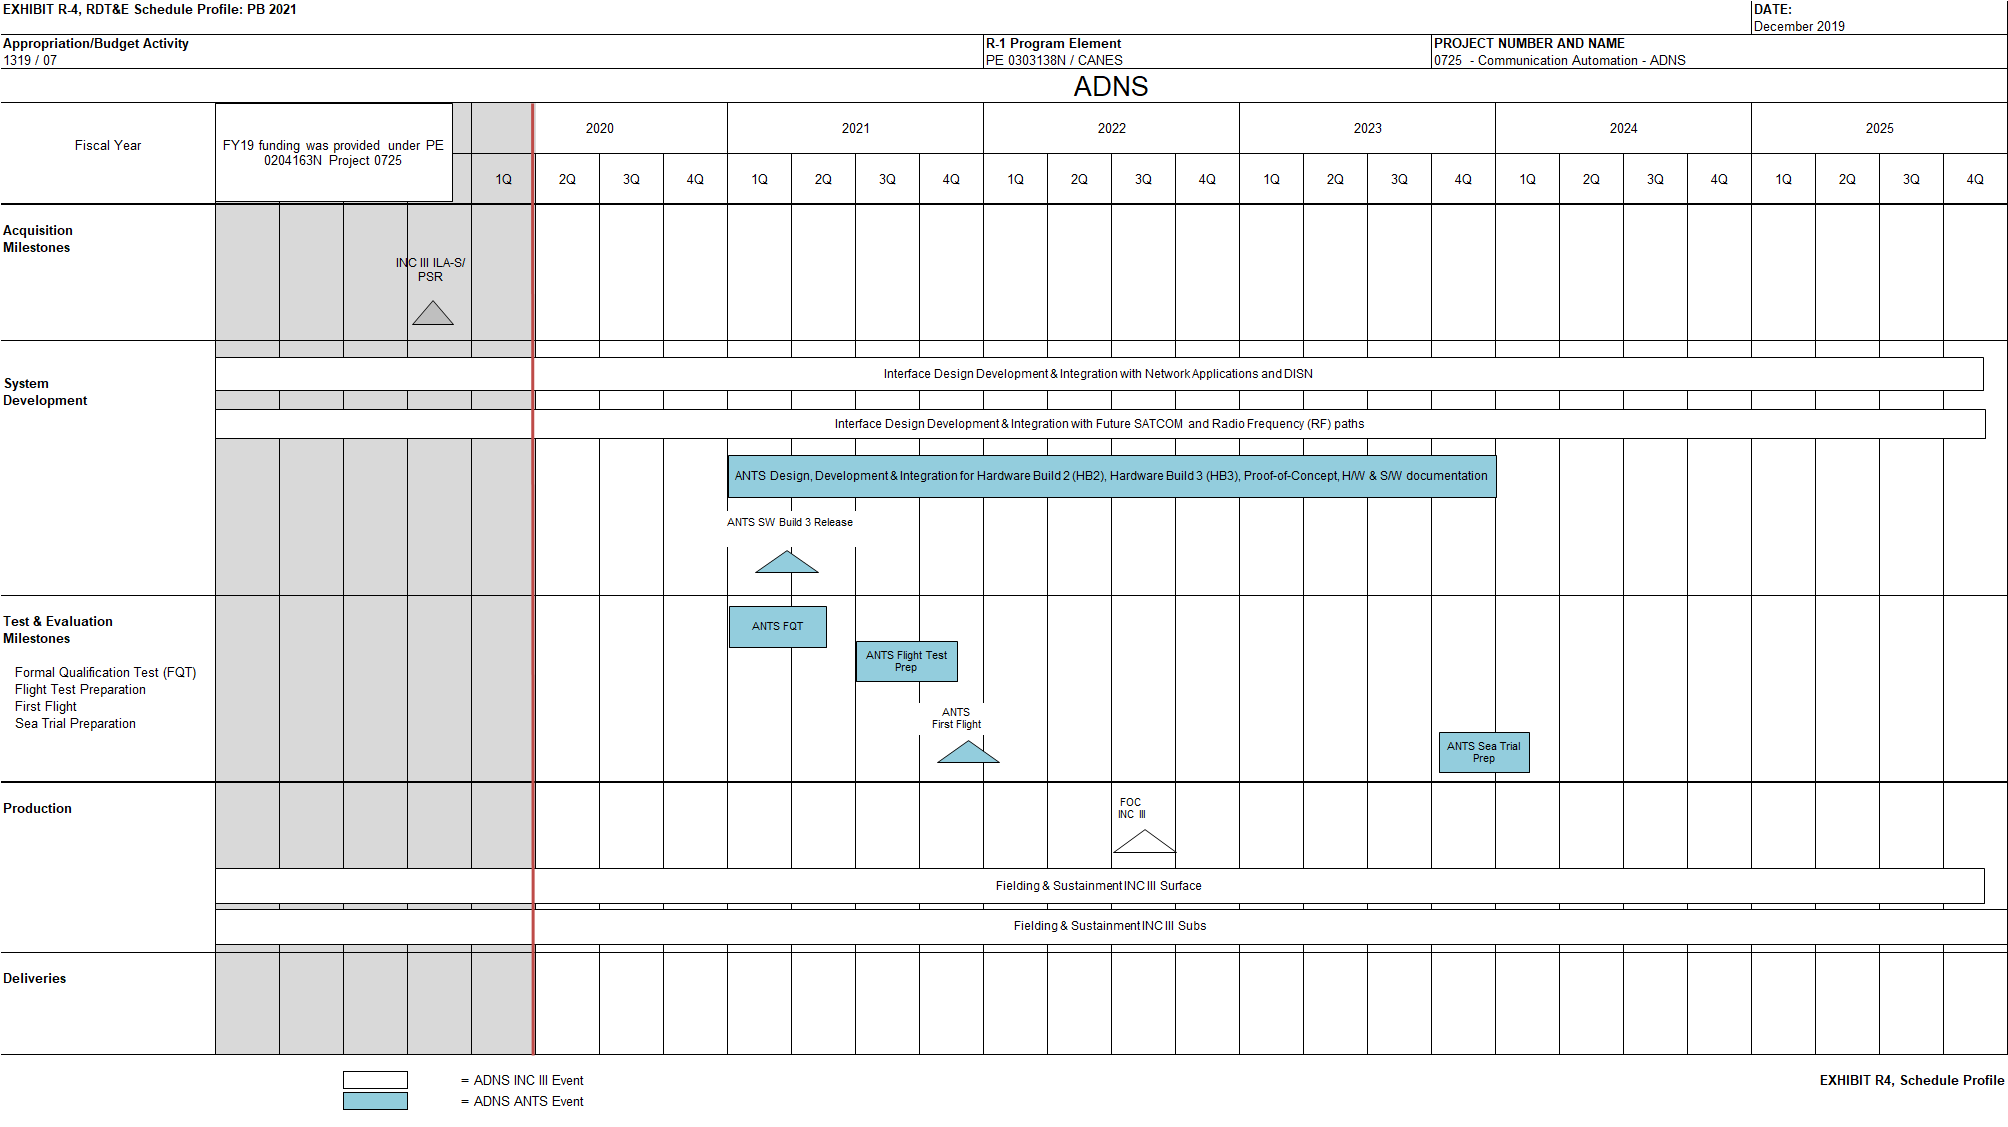 EXHIBIT R-4, RDT&E Schedule Profile: PB 2021
DATE:
December 2019
Appropriation/Budget Activity
1319 / 07
R-1 Program Element
PE 0303138N / CANES
PROJECT NUMBER AND NAME
0725 - Communication Automation - ADNS
ADNS
Fiscal Year
FY19 funding was provided under PE
0204163N Project 0725
2020
2021
2022
2023
2024
2025
1Q 2Q 3Q 4Q 1Q 2Q 3Q 4Q 1Q 2Q 3Q 4Q 1Q 2Q 3Q 4Q 1Q 2Q 3Q 4Q 1Q 2Q 3Q 4Q
Acquisition
Milestones
INC III ILA-S/
PSR
System
Development
Interface Design Development & Integration with Network Applications and DISN
Interface Design Development & Integration with Future SATCOM and Radio Frequency (RF) paths
ANTS Design, Development & Integration for Hardware Build 2 (HB2), Hardware Build 3 (HB3), Proof-of-Concept, H/W & S/W documentation
ANTS SW Build 3 Release
Test & Evaluation
Milestones
Formal Qualification Test (FQT)
Flight Test Preparation
First Flight
Sea Trial Preparation
ANTS FQT
ANTS Flight Test
Prep
ANTS
First Flight
ANTS Sea Trial
Prep
Production
FOC
INC III
Fielding & Sustainment INC III Surface
Fielding & Sustainment INC III Subs
Deliveries
= ADNS INC III Event
= ADNS ANTS Event
EXHIBIT R4, Schedule Profile